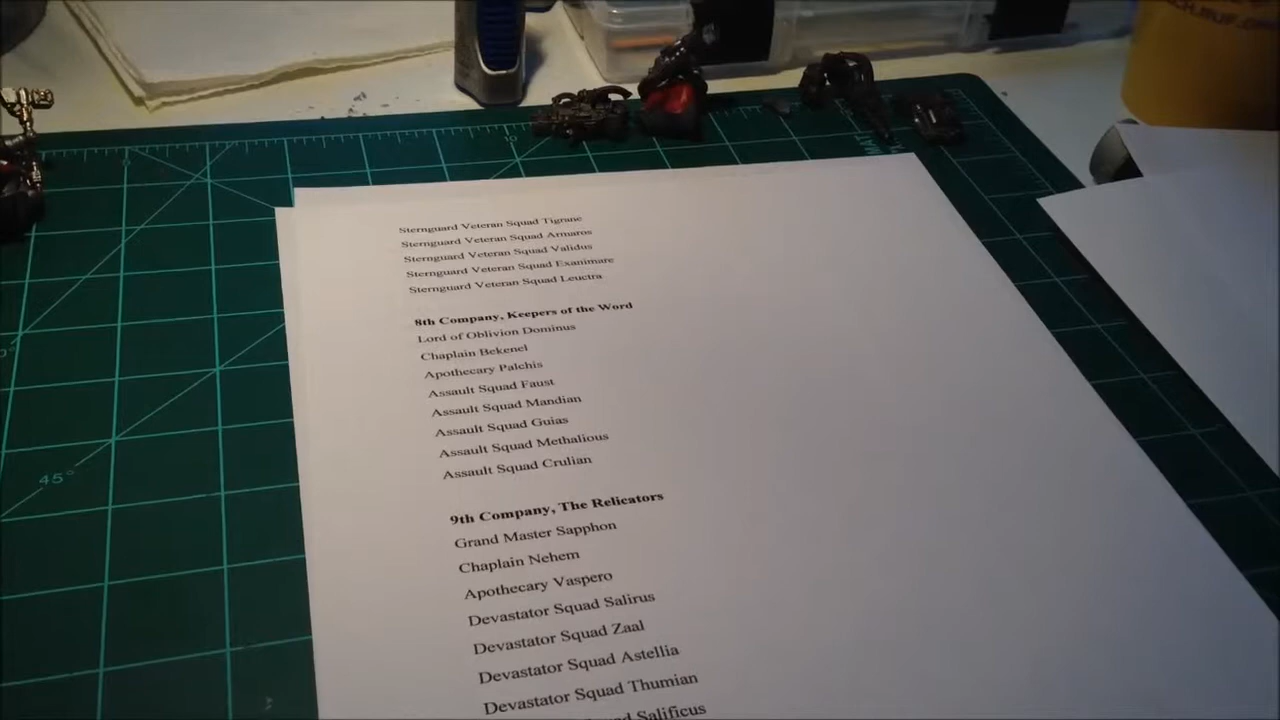 Sternguard Veteran Squad Tigrane
Sternguard Veteran Squad Armaros
Sternguard Veteran Squad Validus
Sternguard Veteran Squad Exanimare
Sternguard Veteran Squad Leuctra
8th Company, Keepers of the Word
Lord of Oblivion Dominus
Chaplain Bekenel
Apothecary Palchis
Assault Squad Faust
Assault Squad Mandian
Assault Squad Guias
Assault Squad Methalious
Assault Squad Crulian
9th Company, The Relicators
Grand Master Sapphon
Chaplain Nehem
Apothecary Vaspero
Devastator Squad Salirus
Devastator Squad Zaal
Devastator Squad Astellia
Devastator Squad Thumian
Salificus
45°